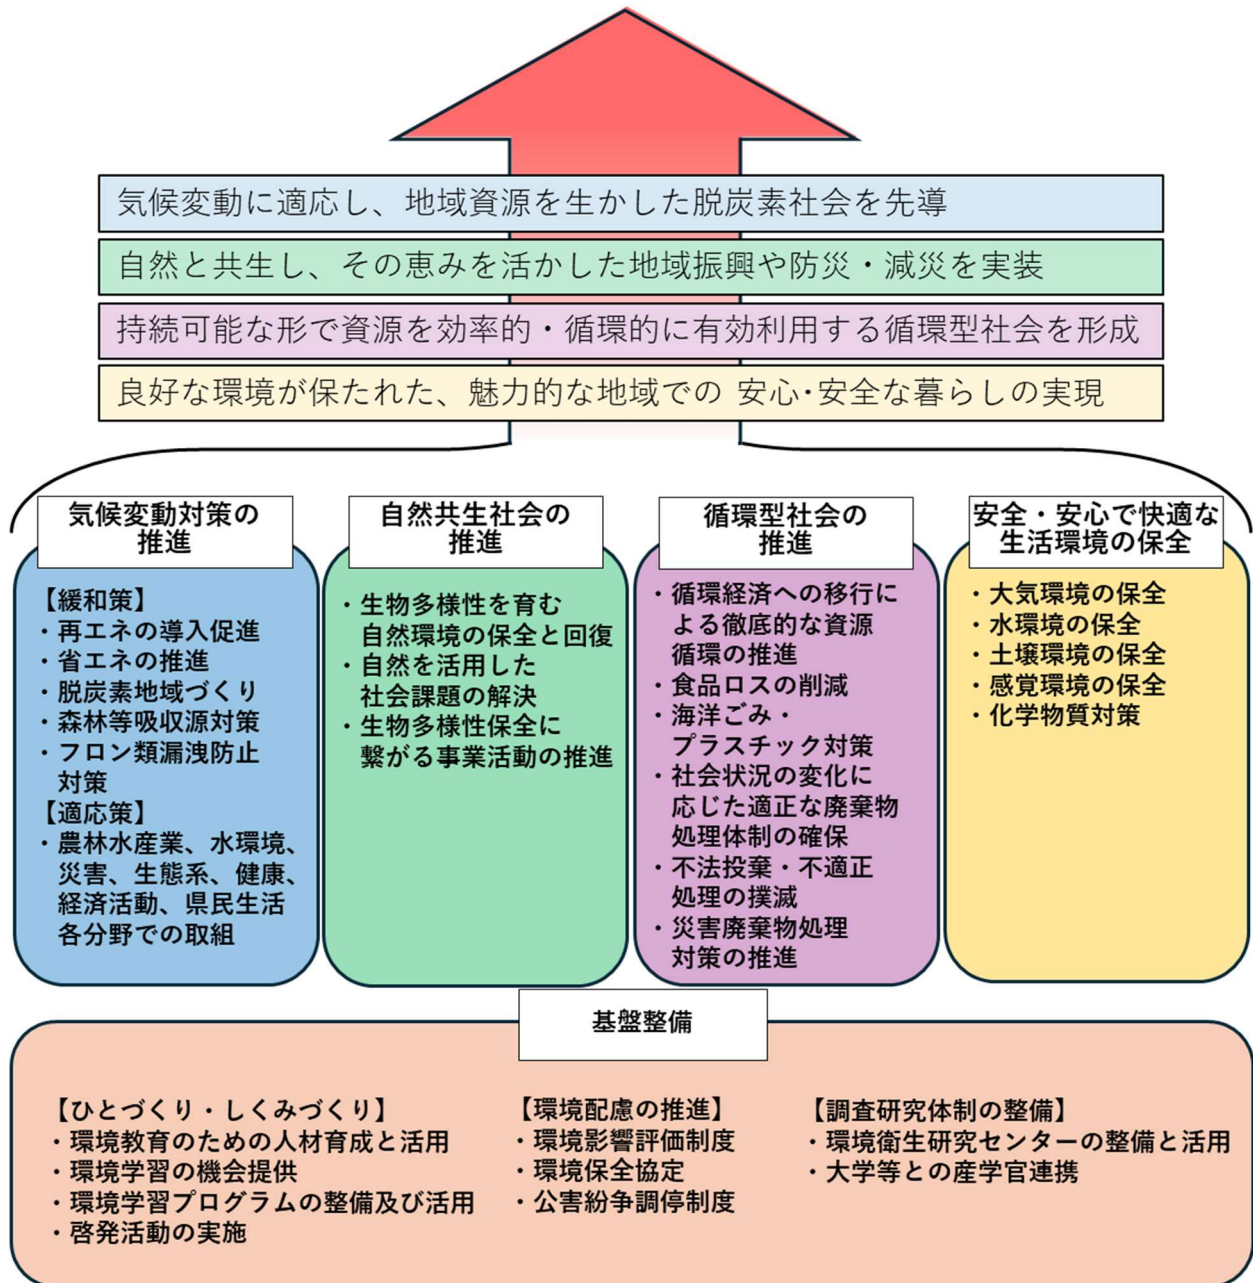 気候変動に適応し、地域資源を生かした脱炭素社会を先導
自然と共生し、その恵みを活かした地域振興や防災・減災を実装
持続可能な形で資源を効率的・循環的に有効利用する循環型社会を形成
良好な環境が保たれた、魅力的な地域での 安心･安全な暮らしの実現
気候変動対策の
推進
【緩和策】
・再エネの導入促進
・省エネの推進
・脱炭素地域づくり
・森林等吸収源対策
・フロン類漏洩防止
対策
【適応策】
・農林水産業、水環境、
災害、生態系、健康、
経済活動、県民生活
各分野での取組
自然共生社会の
推進
・生物多様性を育む
自然環境の保全と回復
・自然を活用した
社会課題の解決
・生物多様性保全に
繋がる事業活動の推進
循環型社会の
推進
・循環経済への移行に
よる徹底的な資源
循環の推進
・食品ロスの削減
・海洋ごみ・
プラスチック対策
・社会状況の変化に
応じた適正な廃棄物
処理体制の確保
・不法投棄・不適正
処理の撲滅
・災害廃棄物処理
対策の推進
安全・安心で快適な
生活環境の保全
・大気環境の保全
・水環境の保全
・土壌環境の保全
・感覚環境の保全
・化学物質対策
基盤整備
【ひとづくり・しくみづくり】
・環境教育のための人材育成と活用
・環境学習の機会提供
・環境学習プログラムの整備及び活用
・啓発活動の実施
【環境配慮の推進】
・環境影響評価制度
・環境保全協定
・公害紛争調停制度
【調査研究体制の整備】
・環境衛生研究センターの整備と活用
・大学等との産学官連携